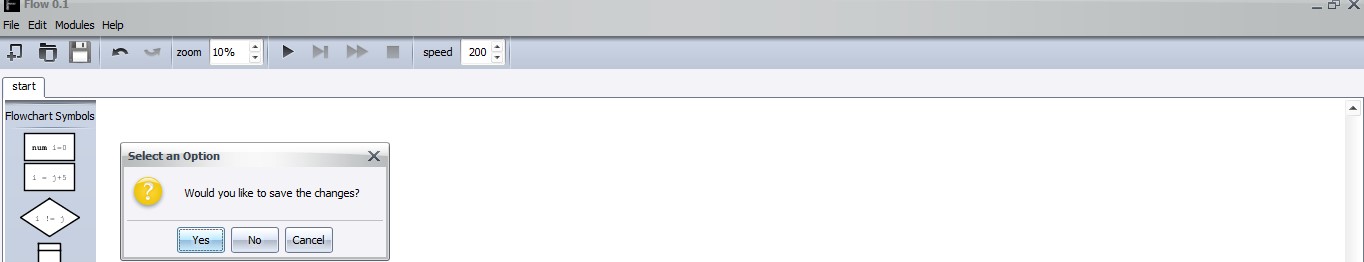 Flow 0.1
File Edit Modules Help
zoom 10% speed 200
start
Flowchart Symbols
num i=0
i = j+5
i != j
Select an Option
?
Would you like to save the changes?
Yes No Cancel